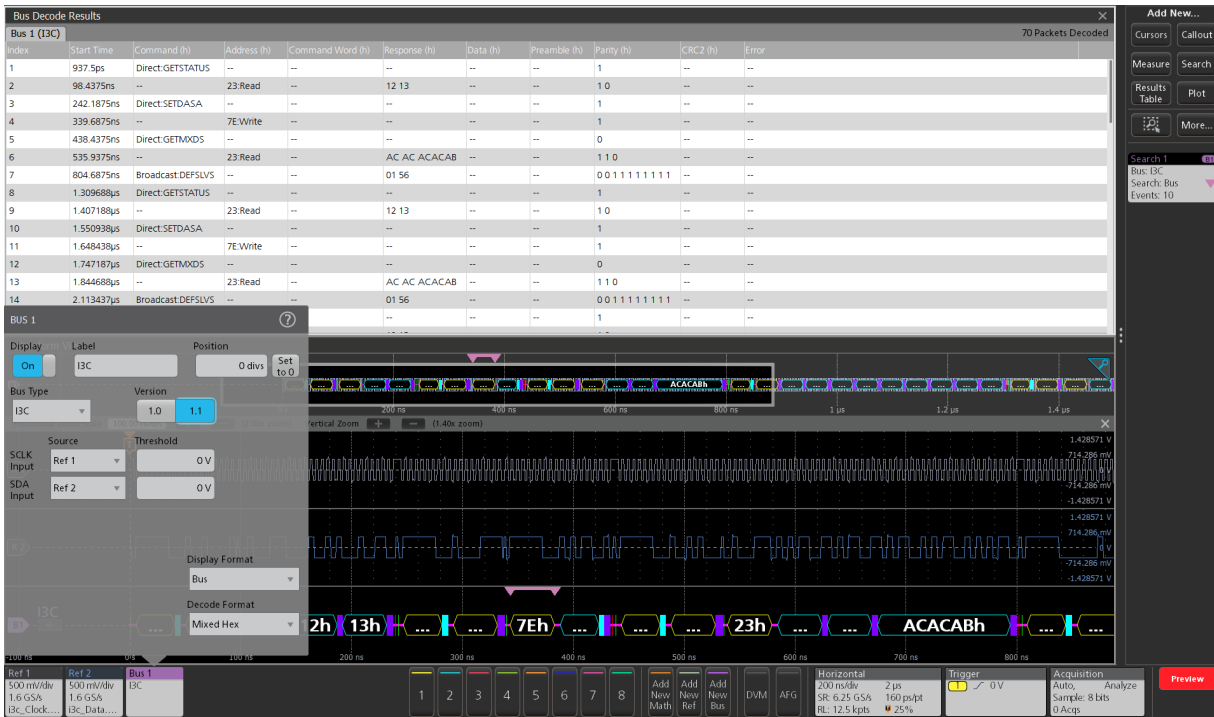 Bus Decode Results
Bus 1 (I3C)
70 Packets Decoded
Index Start Time Command (h) Address (h) Command Word (h) Response (h) Data (h) Preamble (h) Parity (h) CRC2 (h) Error
1 937.5ps Direct:GETSTATUS -- -- -- -- -- 1 -- --
2 98.4375ns -- 23:Read -- 12 13 -- -- 1 0 -- --
3 242.1875ns Direct:SETDASA -- -- -- -- -- 1 -- --
4 339.6875ns -- 7E:Write -- -- -- -- 1 -- --
5 438.4375ns Direct:GETMXDS -- -- -- -- -- 0 -- --
6 535.9375ns -- 23:Read -- AC AC ACACAB -- -- 1 1 0 -- --
7 804.6875ns Broadcast:DEFSLVS -- -- 01 56 -- -- 0 0 1 1 1 1 1 1 1 1 -- --
8 1.309688µs Direct:GETSTATUS -- -- -- -- -- 1 -- --
9 1.407188µs -- 23:Read -- 12 13 -- -- 1 0 -- --
10 1.550938µs Direct:SETDASA -- -- -- -- -- 1 -- --
11 1.648438µs -- 7E:Write -- -- -- -- 1 -- --
12 1.747187µs Direct:GETMXDS -- -- -- -- -- 0 -- --
13 1.844688µs -- 23:Read -- AC AC ACACAB -- -- 1 1 0 -- --
14 2.113437µs Broadcast:DEFSLVS -- -- 01 56 -- -- 0 0 1 1 1 1 1 1 1 1 -- --
-- -- -- 1 -- --
Add New...
Cursors Callout
Measure Search
Results Table Plot
More...
Search 1 B1
Bus: I3C
Search: Bus
Events: 10
BUS 1 ?
Display Label Position
On I3C 0 divs Set to 0
Bus Type Version
I3C 1.0 1.1
Source Threshold
SCLK Input Ref 1 0 V
SDA Input Ref 2 0 V
Display Format
Bus
Decode Format
Mixed Hex
ACACABh
200 ns 400 ns 600 ns 800 ns 1 µs 1.2 µs 1.4 µs
Vertical Zoom + - (1.40x zoom)
1.428571 V
714.286 mV
0 V
-714.286 mV
-1.428571 V
1.428571 V
714.286 mV
0 V
-714.286 mV
-1.428571 V
B1 I3C ... 12h 13h ... ... 7Eh ... ... ... 23h ... ... ACACABh ... ...
-100 ns 0 s 100 ns 200 ns 300 ns 400 ns 500 ns 600 ns 700 ns 800 ns
Ref 1
500 mV/div
1.6 GS/s
i3c_Clock....
Ref 2
500 mV/div
1.6 GS/s
i3c_Data....
Bus 1
I3C
1 2 3 4 5 6 7 8
Add New Math
Add New Ref
Add New Bus
DVM AFG
Horizontal
200 ns/div 2 µs
SR: 6.25 GS/s 160 ps/pt
RL: 12.5 kpts 25%
Trigger
1 0 V
Acquisition
Auto, Analyze
Sample: 8 bits
0 Acqs
Preview